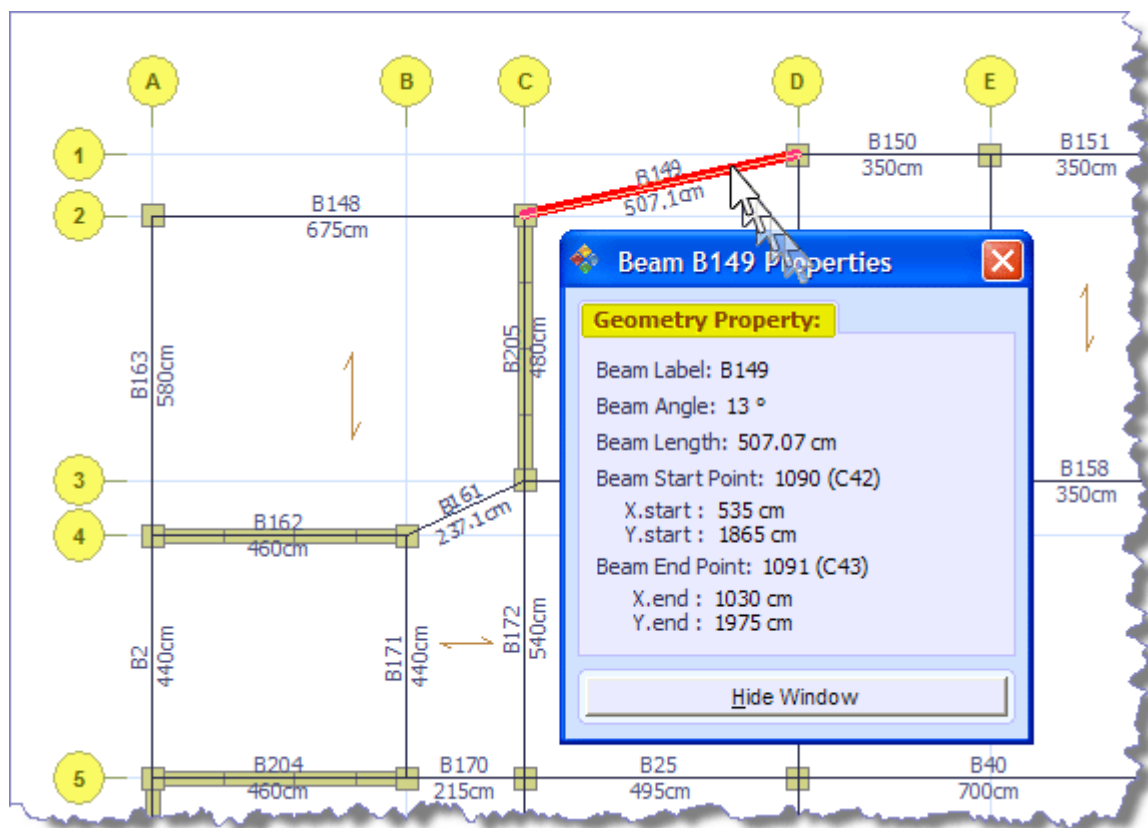 A B C D E
1
B150 B151
350cm 350cm
B149
507.1cm
2
B148
675cm
Beam B149 Properties
Geometry Property:
B205
480cm
B163
580cm
Beam Label: B149
Beam Angle: 13 °
Beam Length: 507.07 cm
Beam Start Point: 1090 (C42)
X.start : 535 cm
Y.start : 1865 cm
Beam End Point: 1091 (C43)
X.end : 1030 cm
Y.end : 1975 cm
Hide Window
3
B158
350cm
B161
237.1cm
4
B162
460cm
B2
440cm
B171
440cm
B172
540cm
5
B204 B170 B25 B40
460cm 215cm 495cm 700cm